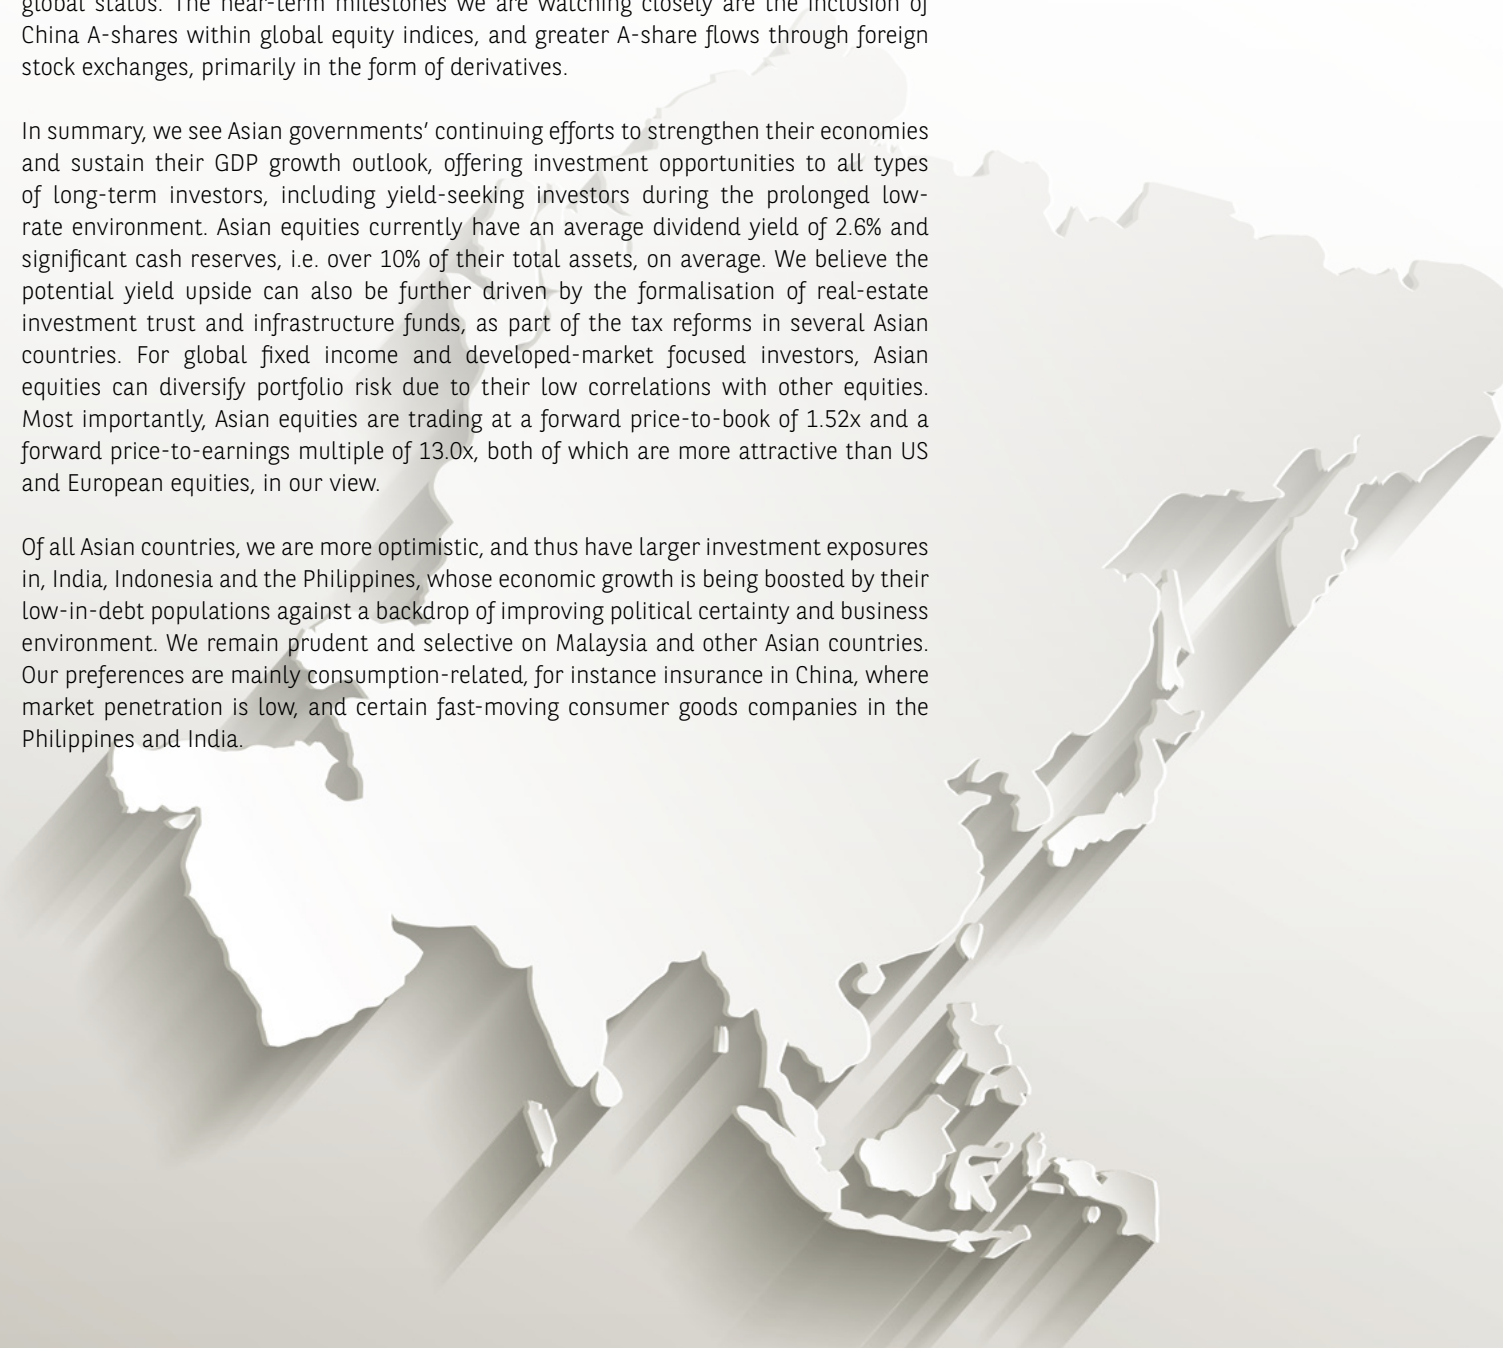 global status. The near-term milestones we are watching closely are the inclusion of
China A-shares within global equity indices, and greater A-share flows through foreign
stock exchanges, primarily in the form of derivatives.
In summary, we see Asian governments’ continuing efforts to strengthen their economies
and sustain their GDP growth outlook, offering investment opportunities to all types
of long-term investors, including yield-seeking investors during the prolonged low-
rate environment. Asian equities currently have an average dividend yield of 2.6% and
significant cash reserves, i.e. over 10% of their total assets, on average. We believe the
potential yield upside can also be further driven by the formalisation of real-estate
investment trust and infrastructure funds, as part of the tax reforms in several Asian
countries. For global fixed income and developed-market focused investors, Asian
equities can diversify portfolio risk due to their low correlations with other equities.
Most importantly, Asian equities are trading at a forward price-to-book of 1.52x and a
forward price-to-earnings multiple of 13.0x, both of which are more attractive than US
and European equities, in our view.
Of all Asian countries, we are more optimistic, and thus have larger investment exposures
in, India, Indonesia and the Philippines, whose economic growth is being boosted by their
low-in-debt populations against a backdrop of improving political certainty and business
environment. We remain prudent and selective on Malaysia and other Asian countries.
Our preferences are mainly consumption-related, for instance insurance in China, where
market penetration is low, and certain fast-moving consumer goods companies in the
Philippines and India.